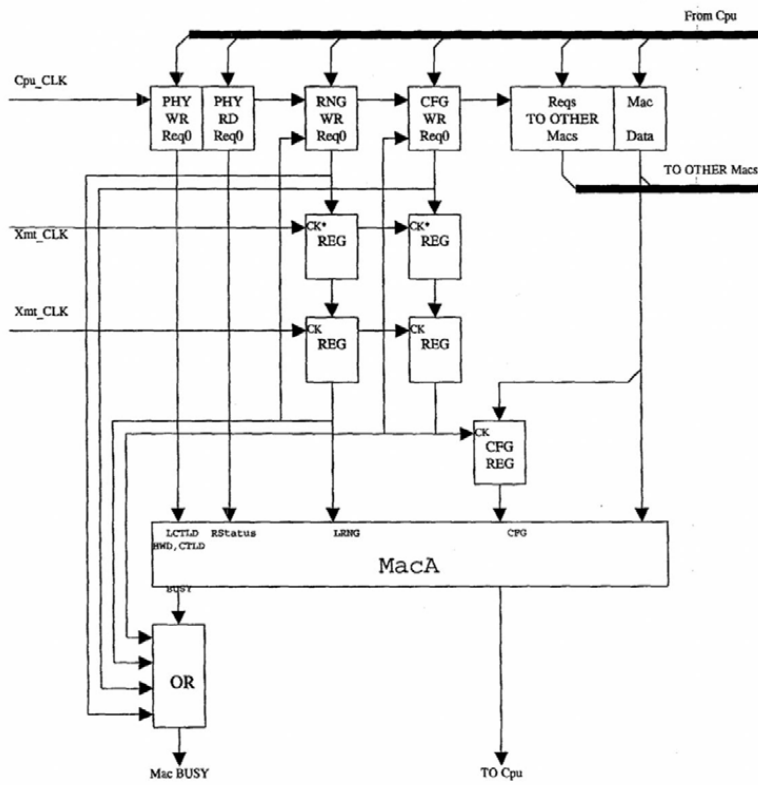 From Cpu
Cpu_CLK
PHY
WR
Req0
PHY
RD
Req0
RNG
WR
Req0
CFG
WR
Req0
Reqs
TO OTHER
Macs
Mac
Data
TO OTHER Macs
Xmt_CLK
CK*
REG
CK*
REG
Xmt_CLK
CK
REG
CK
REG
CK
CFG
REG
LCTLD
HWD,CTLD
RStatus
LRNG
CFG
MacA
BUSY
OR
Mac BUSY
TO Cpu